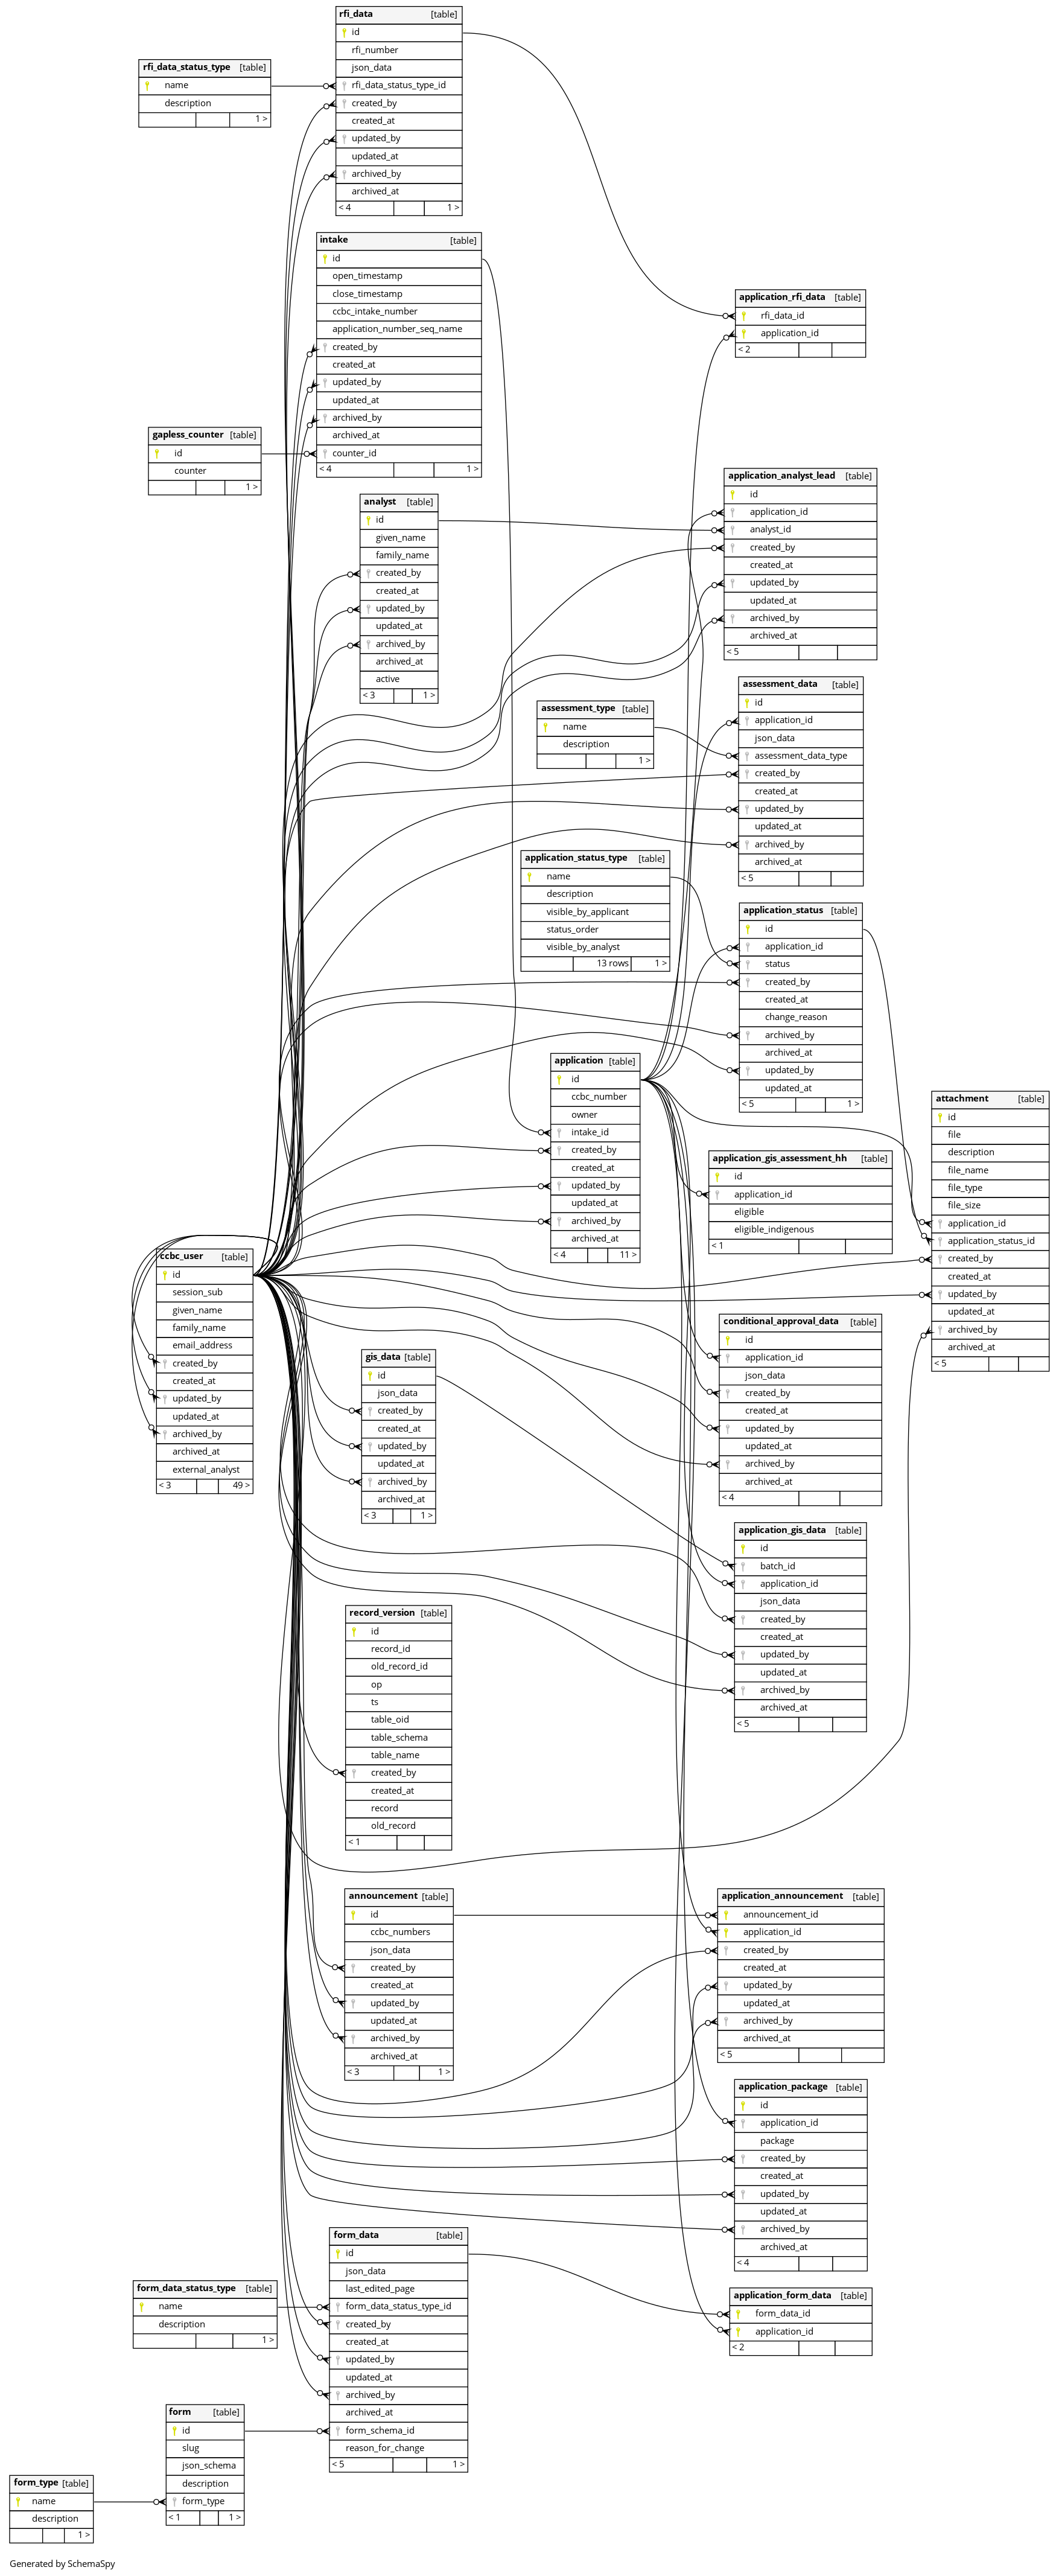 rfi_data [table]
id
rfi_number
json_data
rfi_data_status_type_id
created_by
created_at
updated_by
updated_at
archived_by
archived_at
< 4 1 >
rfi_data_status_type [table]
name
description
1 >
intake [table]
id
open_timestamp
close_timestamp
ccbc_intake_number
application_number_seq_name
created_by
created_at
updated_by
updated_at
archived_by
archived_at
counter_id
< 4 1 >
application_rfi_data [table]
rfi_data_id
application_id
< 2
gapless_counter [table]
id
counter
1 >
application_analyst_lead [table]
id
application_id
analyst_id
created_by
created_at
updated_by
updated_at
archived_by
archived_at
< 5
analyst [table]
id
given_name
family_name
created_by
created_at
updated_by
updated_at
archived_by
archived_at
active
< 3 1 >
assessment_data [table]
id
application_id
json_data
assessment_data_type
created_by
created_at
updated_by
updated_at
archived_by
archived_at
< 5
assessment_type [table]
name
description
1 >
application_status_type [table]
name
description
visible_by_applicant
status_order
visible_by_analyst
13 rows 1 >
application_status [table]
id
application_id
status
created_by
created_at
change_reason
archived_by
archived_at
updated_by
updated_at
< 5 1 >
application [table]
id
ccbc_number
owner
intake_id
created_by
created_at
updated_by
updated_at
archived_by
archived_at
< 4 11 >
attachment [table]
id
file
description
file_name
file_type
file_size
application_id
application_status_id
created_by
created_at
updated_by
updated_at
archived_by
archived_at
< 5
application_gis_assessment_hh [table]
id
application_id
eligible
eligible_indigenous
< 1
ccbc_user [table]
id
session_sub
given_name
family_name
email_address
created_by
created_at
updated_by
updated_at
archived_by
archived_at
external_analyst
< 3 49 >
conditional_approval_data [table]
id
application_id
json_data
created_by
created_at
updated_by
updated_at
archived_by
archived_at
< 4
gis_data [table]
id
json_data
created_by
created_at
updated_by
updated_at
archived_by
archived_at
< 3 1 >
application_gis_data [table]
id
batch_id
application_id
json_data
created_by
created_at
updated_by
updated_at
archived_by
archived_at
< 5
record_version [table]
id
record_id
old_record_id
op
ts
table_oid
table_schema
table_name
created_by
created_at
record
old_record
< 1
announcement [table]
id
ccbc_numbers
json_data
created_by
created_at
updated_by
updated_at
archived_by
archived_at
< 3 1 >
application_announcement [table]
announcement_id
application_id
created_by
created_at
updated_by
updated_at
archived_by
archived_at
< 5
application_package [table]
id
application_id
package
created_by
created_at
updated_by
updated_at
archived_by
archived_at
< 4
form_data [table]
id
json_data
last_edited_page
form_data_status_type_id
created_by
created_at
updated_by
updated_at
archived_by
archived_at
form_schema_id
reason_for_change
< 5 1 >
form_data_status_type [table]
name
description
1 >
application_form_data [table]
form_data_id
application_id
< 2
form [table]
id
slug
json_schema
description
form_type
< 1 1 >
form_type [table]
name
description
1 >
Generated by SchemaSpy